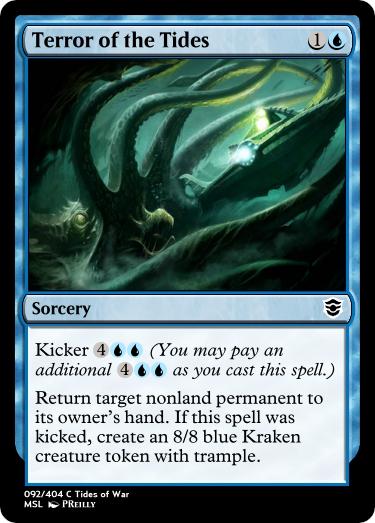 Terror of the Tides
1
Sorcery
Kicker 4 (You may pay an
additional 4 as you cast this spell.)
Return target nonland permanent to
its owner's hand. If this spell was
kicked, create an 8/8 blue Kraken
creature token with trample.
092/404 C Tides of War
MSL PReilly